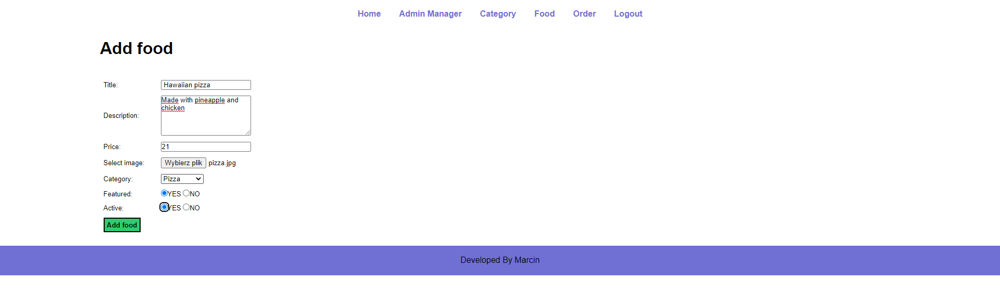 Home Admin Manager Category Food Order Logout
Add food
Title: Hawaiian pizza
Description: Made with pineapple and
chicken
Price: 21
Select image: Wybierz plik pizza.jpg
Category: Pizza
Featured: YES NO
Active: YES NO
Add food
Developed By Marcin